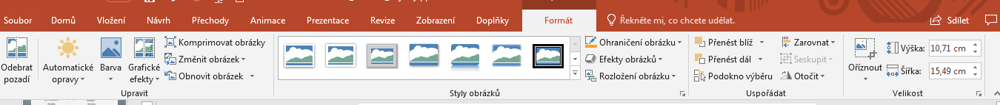 Soubor Domů Vložení Návrh Přechody Animace Prezentace Revize Zobrazení Doplňky Formát Řekněte mi, co chcete udělat. Sdílet
Odebrat pozadí
Automatické opravy
Barva
Grafické efekty
Komprimovat obrázky
Změnit obrázek
Obnovit obrázek
Upravit
Styly obrázků
Ohraničení obrázku
Efekty obrázků
Rozložení obrázku
Přenést blíž
Přenést dál
Podokno výběru
Zarovnat
Seskupit
Otočit
Uspořádat
Oříznout
Výška: 10,71 cm
Šířka: 15,49 cm
Velikost